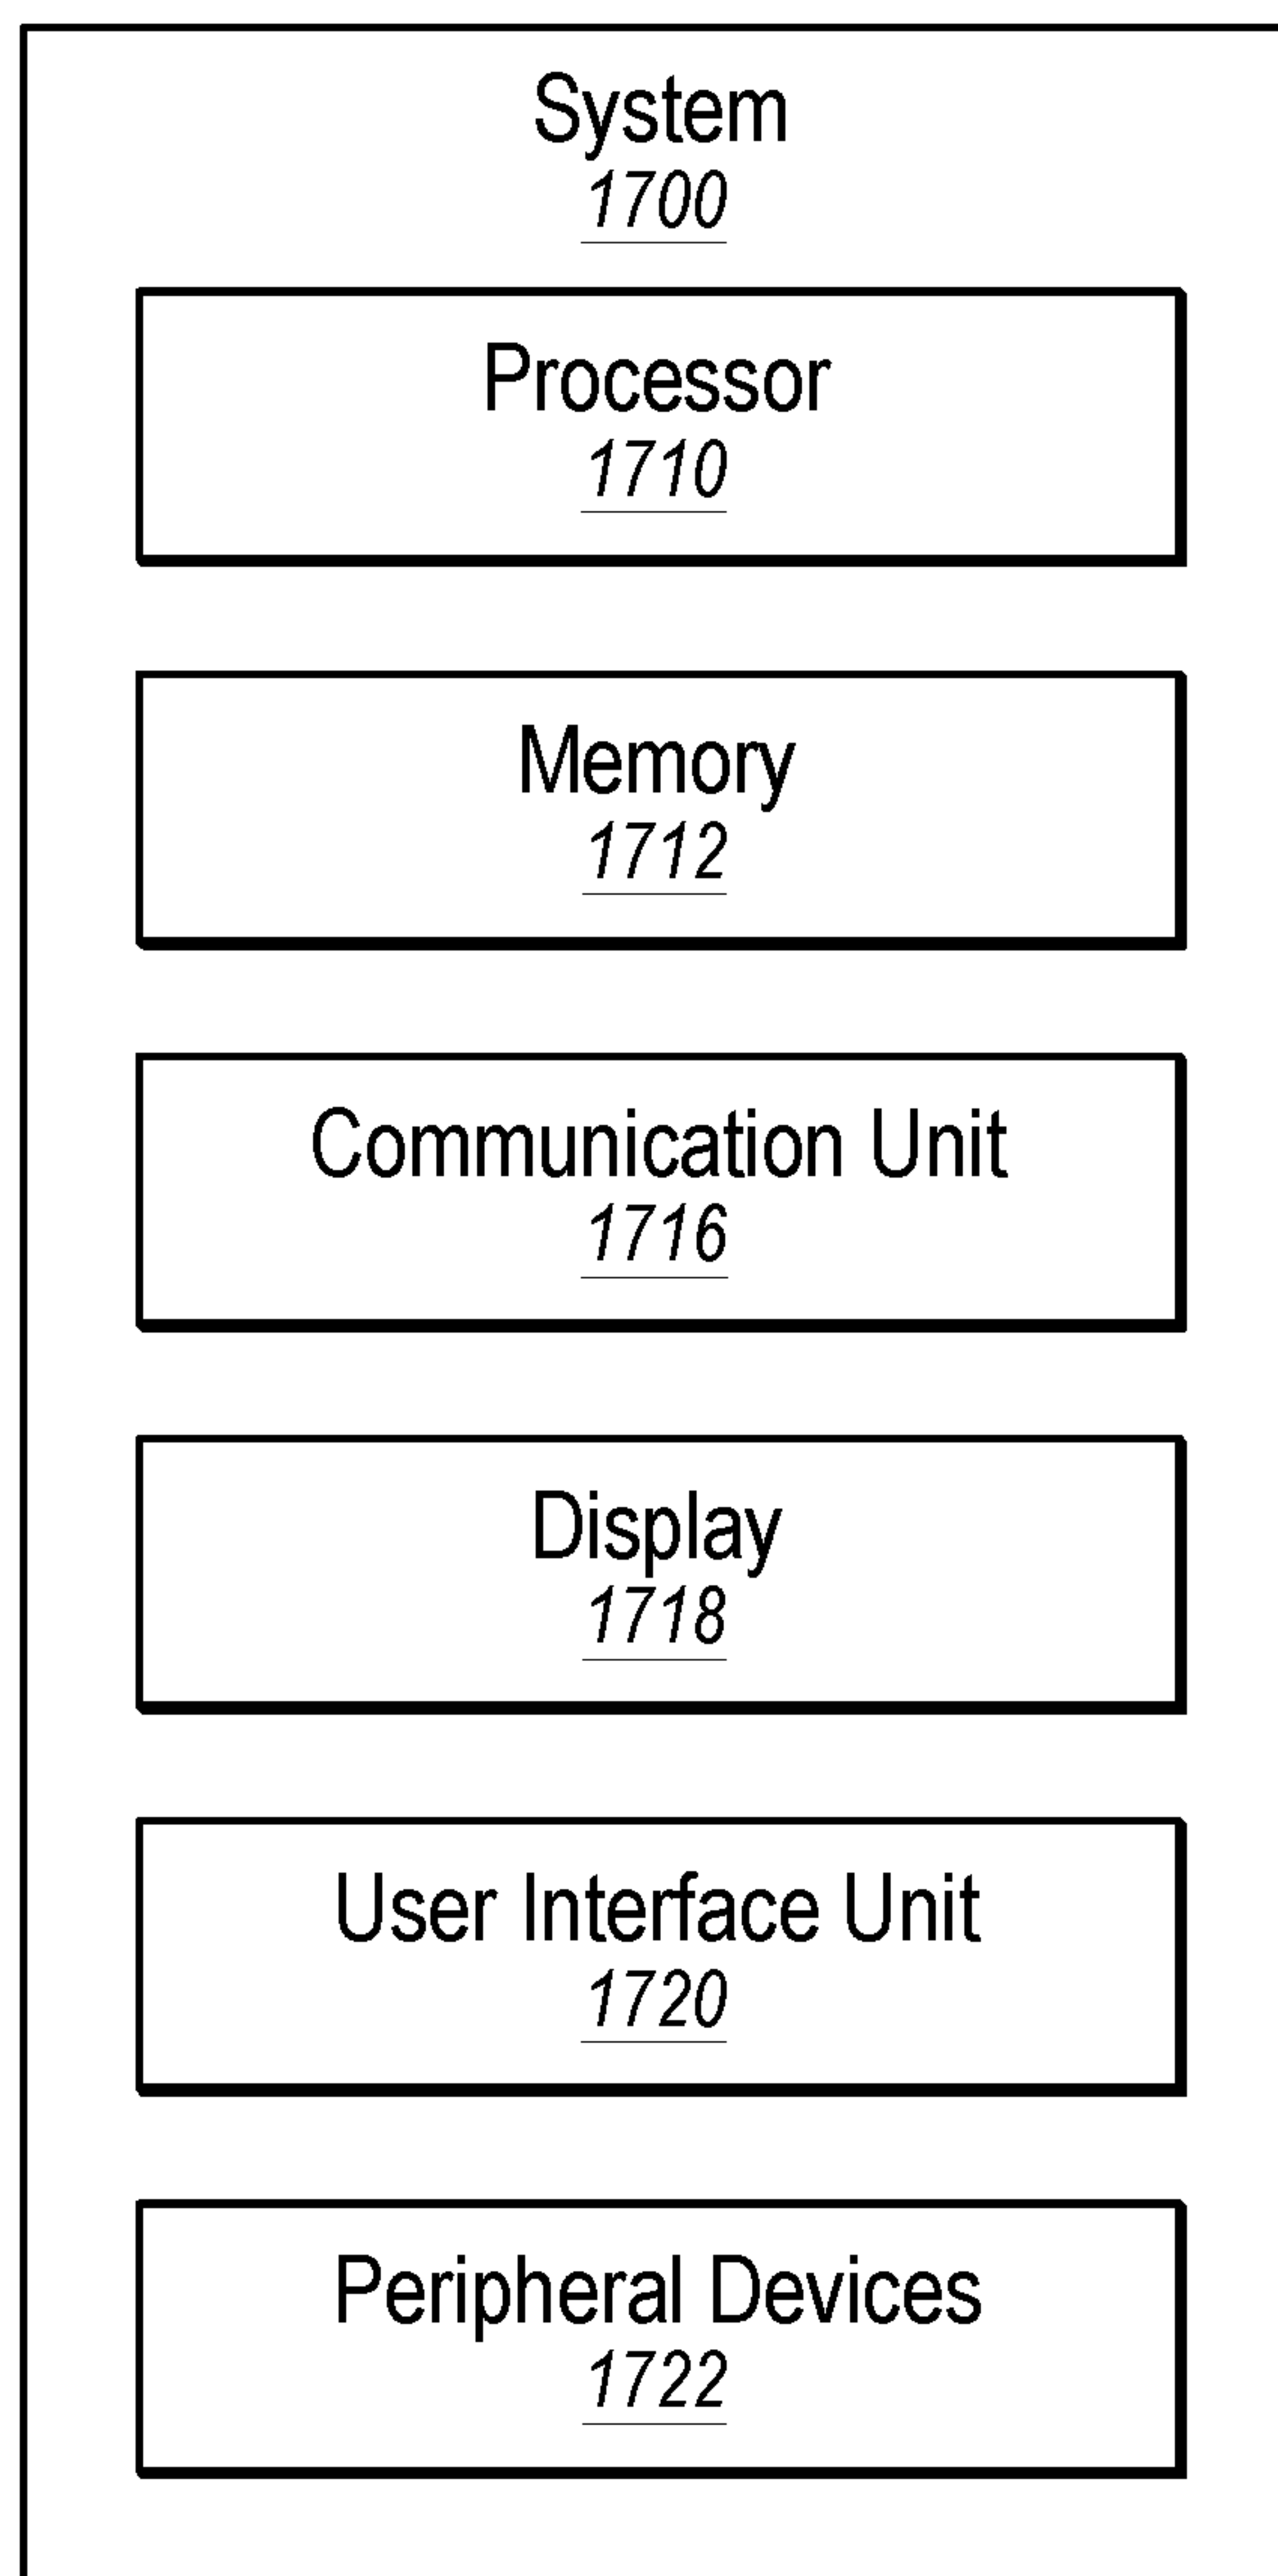 System
1700
Processor
1710
Memory
1712
Communication Unit
1716
Display
1718
User Interface Unit
1720
Peripheral Devices
1722